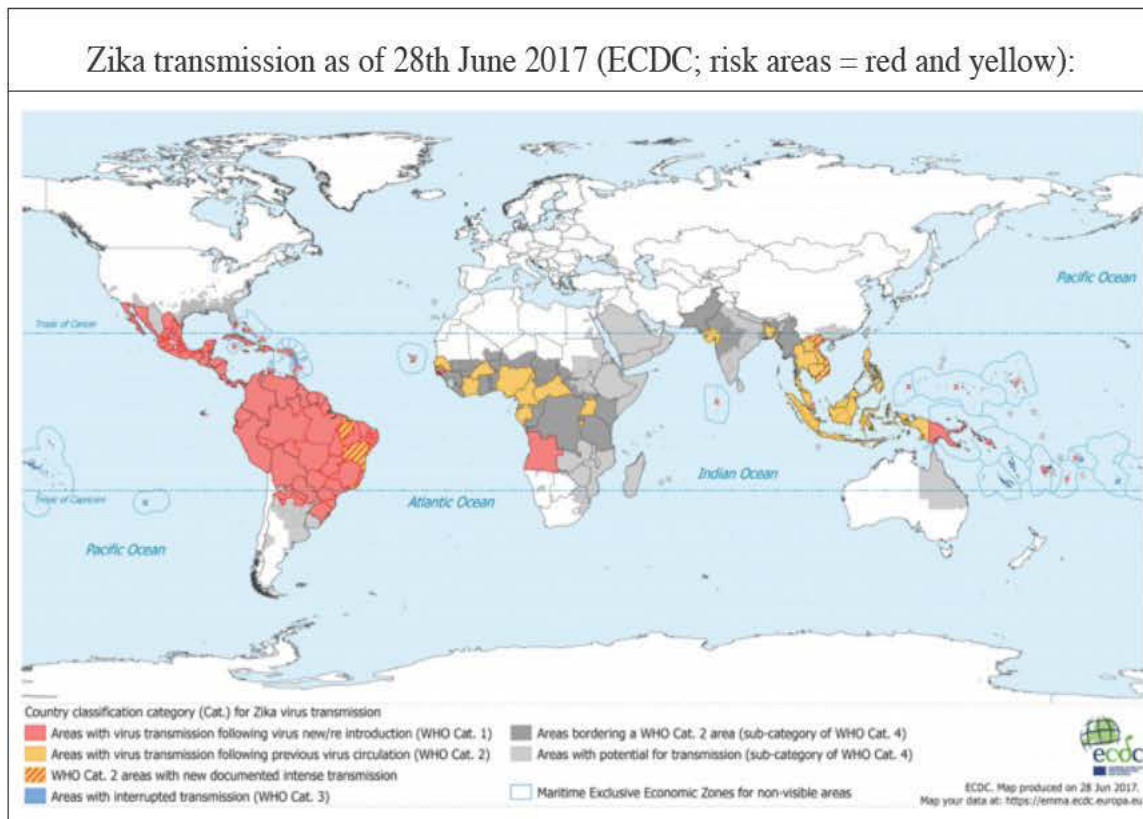 Zika transmission as of 28th June 2017 (ECDC; risk areas = red and yellow):
Pacific Ocean
Tropic of Cancer
Indian Ocean
Tropic of Capricorn
Atlantic Ocean
Pacific Ocean
Country classification category (Cat.) for Zika virus transmission
Areas with virus transmission following virus new/re introduction (WHO Cat. 1)
Areas with virus transmission following previous virus circulation (WHO Cat. 2)
WHO Cat. 2 areas with new documented intense transmission
Areas with interrupted transmission (WHO Cat. 3)
Areas bordering a WHO Cat. 2 area (sub-category of WHO Cat. 4)
Areas with potential for transmission (sub-category of WHO Cat. 4)
Maritime Exclusive Economic Zones for non-visible areas
ecdc
ECDC. Map produced on 28 Jun 2017.
Map your data at: https://emma.ecdc.europa.eu